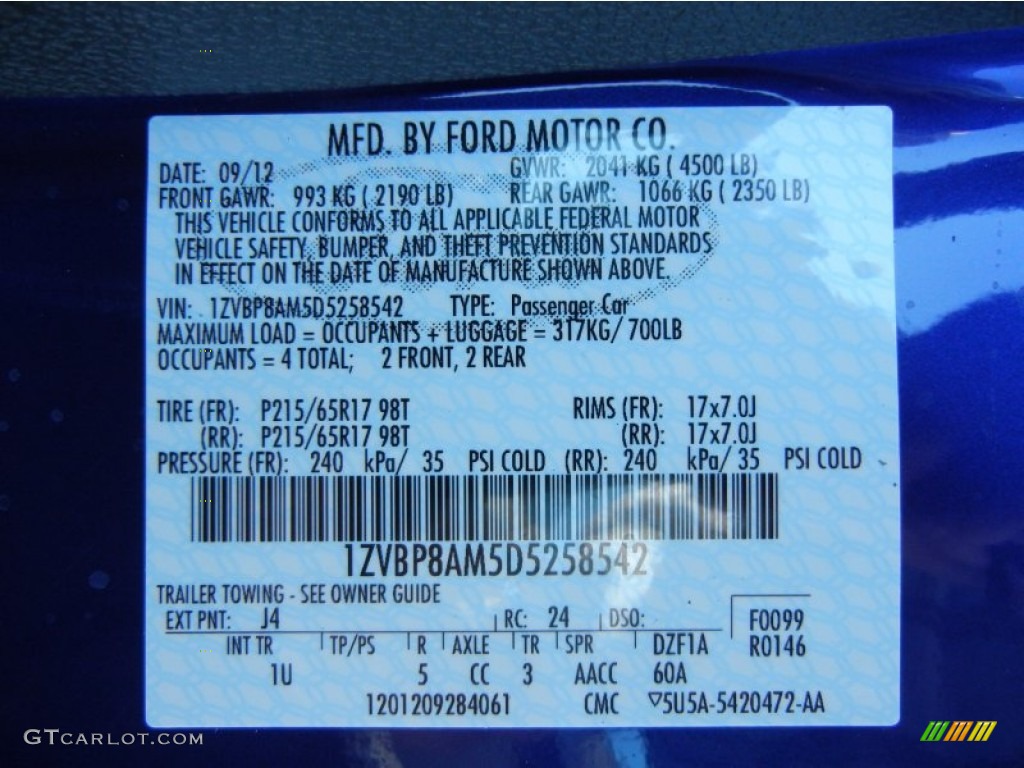 MFD. BY FORD MOTOR CO.
DATE: 09/12 GVWR: 2041 KG ( 4500 LB)
FRONT GAWR: 993 KG ( 2190 LB) REAR GAWR: 1066 KG ( 2350 LB)
THIS VEHICLE CONFORMS TO ALL APPLICABLE FEDERAL MOTOR
VEHICLE SAFETY, BUMPER, AND THEFT PREVENTION STANDARDS
IN EFFECT ON THE DATE OF MANUFACTURE SHOWN ABOVE.
VIN: 1ZVBP8AM5D5258542 TYPE: Passenger Car
MAXIMUM LOAD = OCCUPANTS + LUGGAGE = 317KG/ 700LB
OCCUPANTS = 4 TOTAL; 2 FRONT, 2 REAR
TIRE (FR): P215/65R17 98T RIMS (FR): 17x7.0J
(RR): P215/65R17 98T (RR): 17x7.0J
PRESSURE (FR): 240 kPa/ 35 PSI COLD (RR): 240 kPa/ 35 PSI COLD
1ZVBP8AM5D5258542
TRAILER TOWING - SEE OWNER GUIDE
EXT PNT: J4 RC: 24 DSO: F0099
INT TR TP/PS R AXLE TR SPR DZF1A R0146
1U 5 CC 3 AACC 60A
1201209284061 CMC ▽5U5A-5420472-AA
GTCARLOT.COM